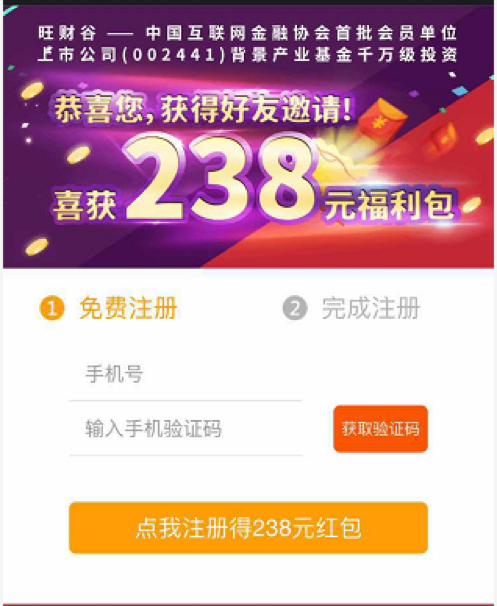 旺财谷 —— 中国互联网金融协会首批会员单位
上市公司(002441)背景产业基金千万级投资
恭喜您,获得好友邀请!
喜获238元福利包
1 免费注册 2 完成注册
手机号
输入手机验证码 获取验证码
点我注册得238元红包